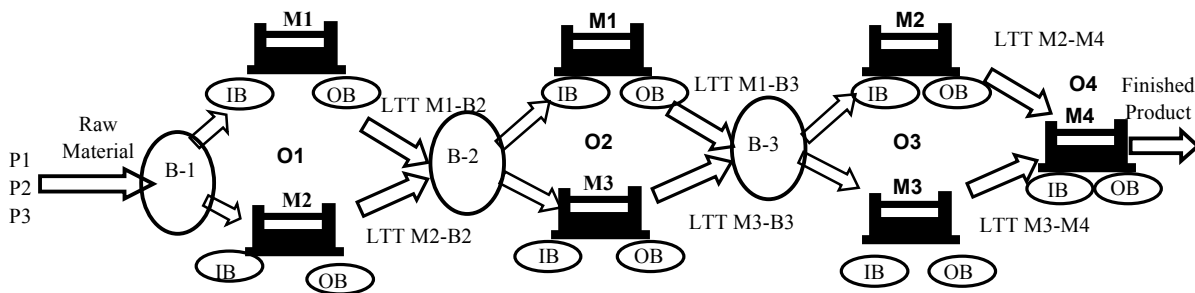 P1
P2
P3
Raw
Material
B-1
M1
IB
OB
O1
M2
IB
OB
LTT M1-B2
LTT M2-B2
B-2
M1
IB
OB
O2
M3
IB
OB
LTT M1-B3
LTT M3-B3
B-3
M2
IB
OB
O3
M3
IB
OB
LTT M2-M4
LTT M3-M4
O4
M4
IB
OB
Finished
Product